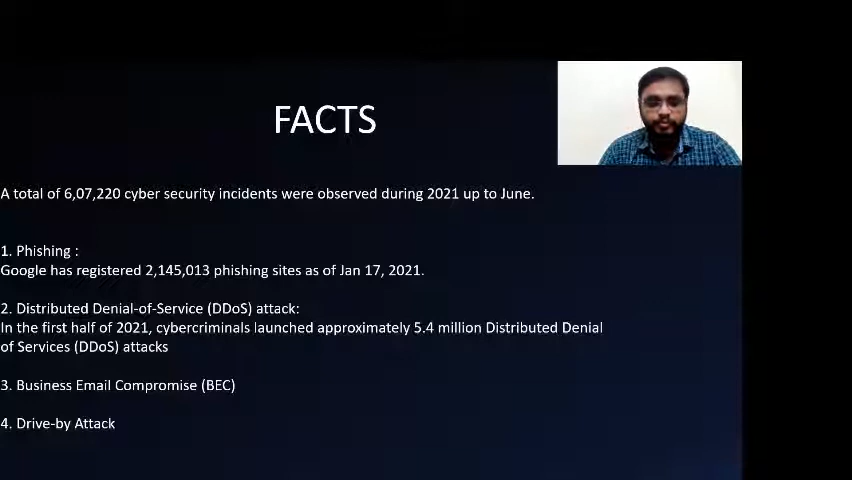 FACTS
A total of 6,07,220 cyber security incidents were observed during 2021 up to June.
1. Phishing :
Google has registered 2,145,013 phishing sites as of Jan 17, 2021.
2. Distributed Denial-of-Service (DDoS) attack:
In the first half of 2021, cybercriminals launched approximately 5.4 million Distributed Denial
of Services (DDoS) attacks
3. Business Email Compromise (BEC)
4. Drive-by Attack